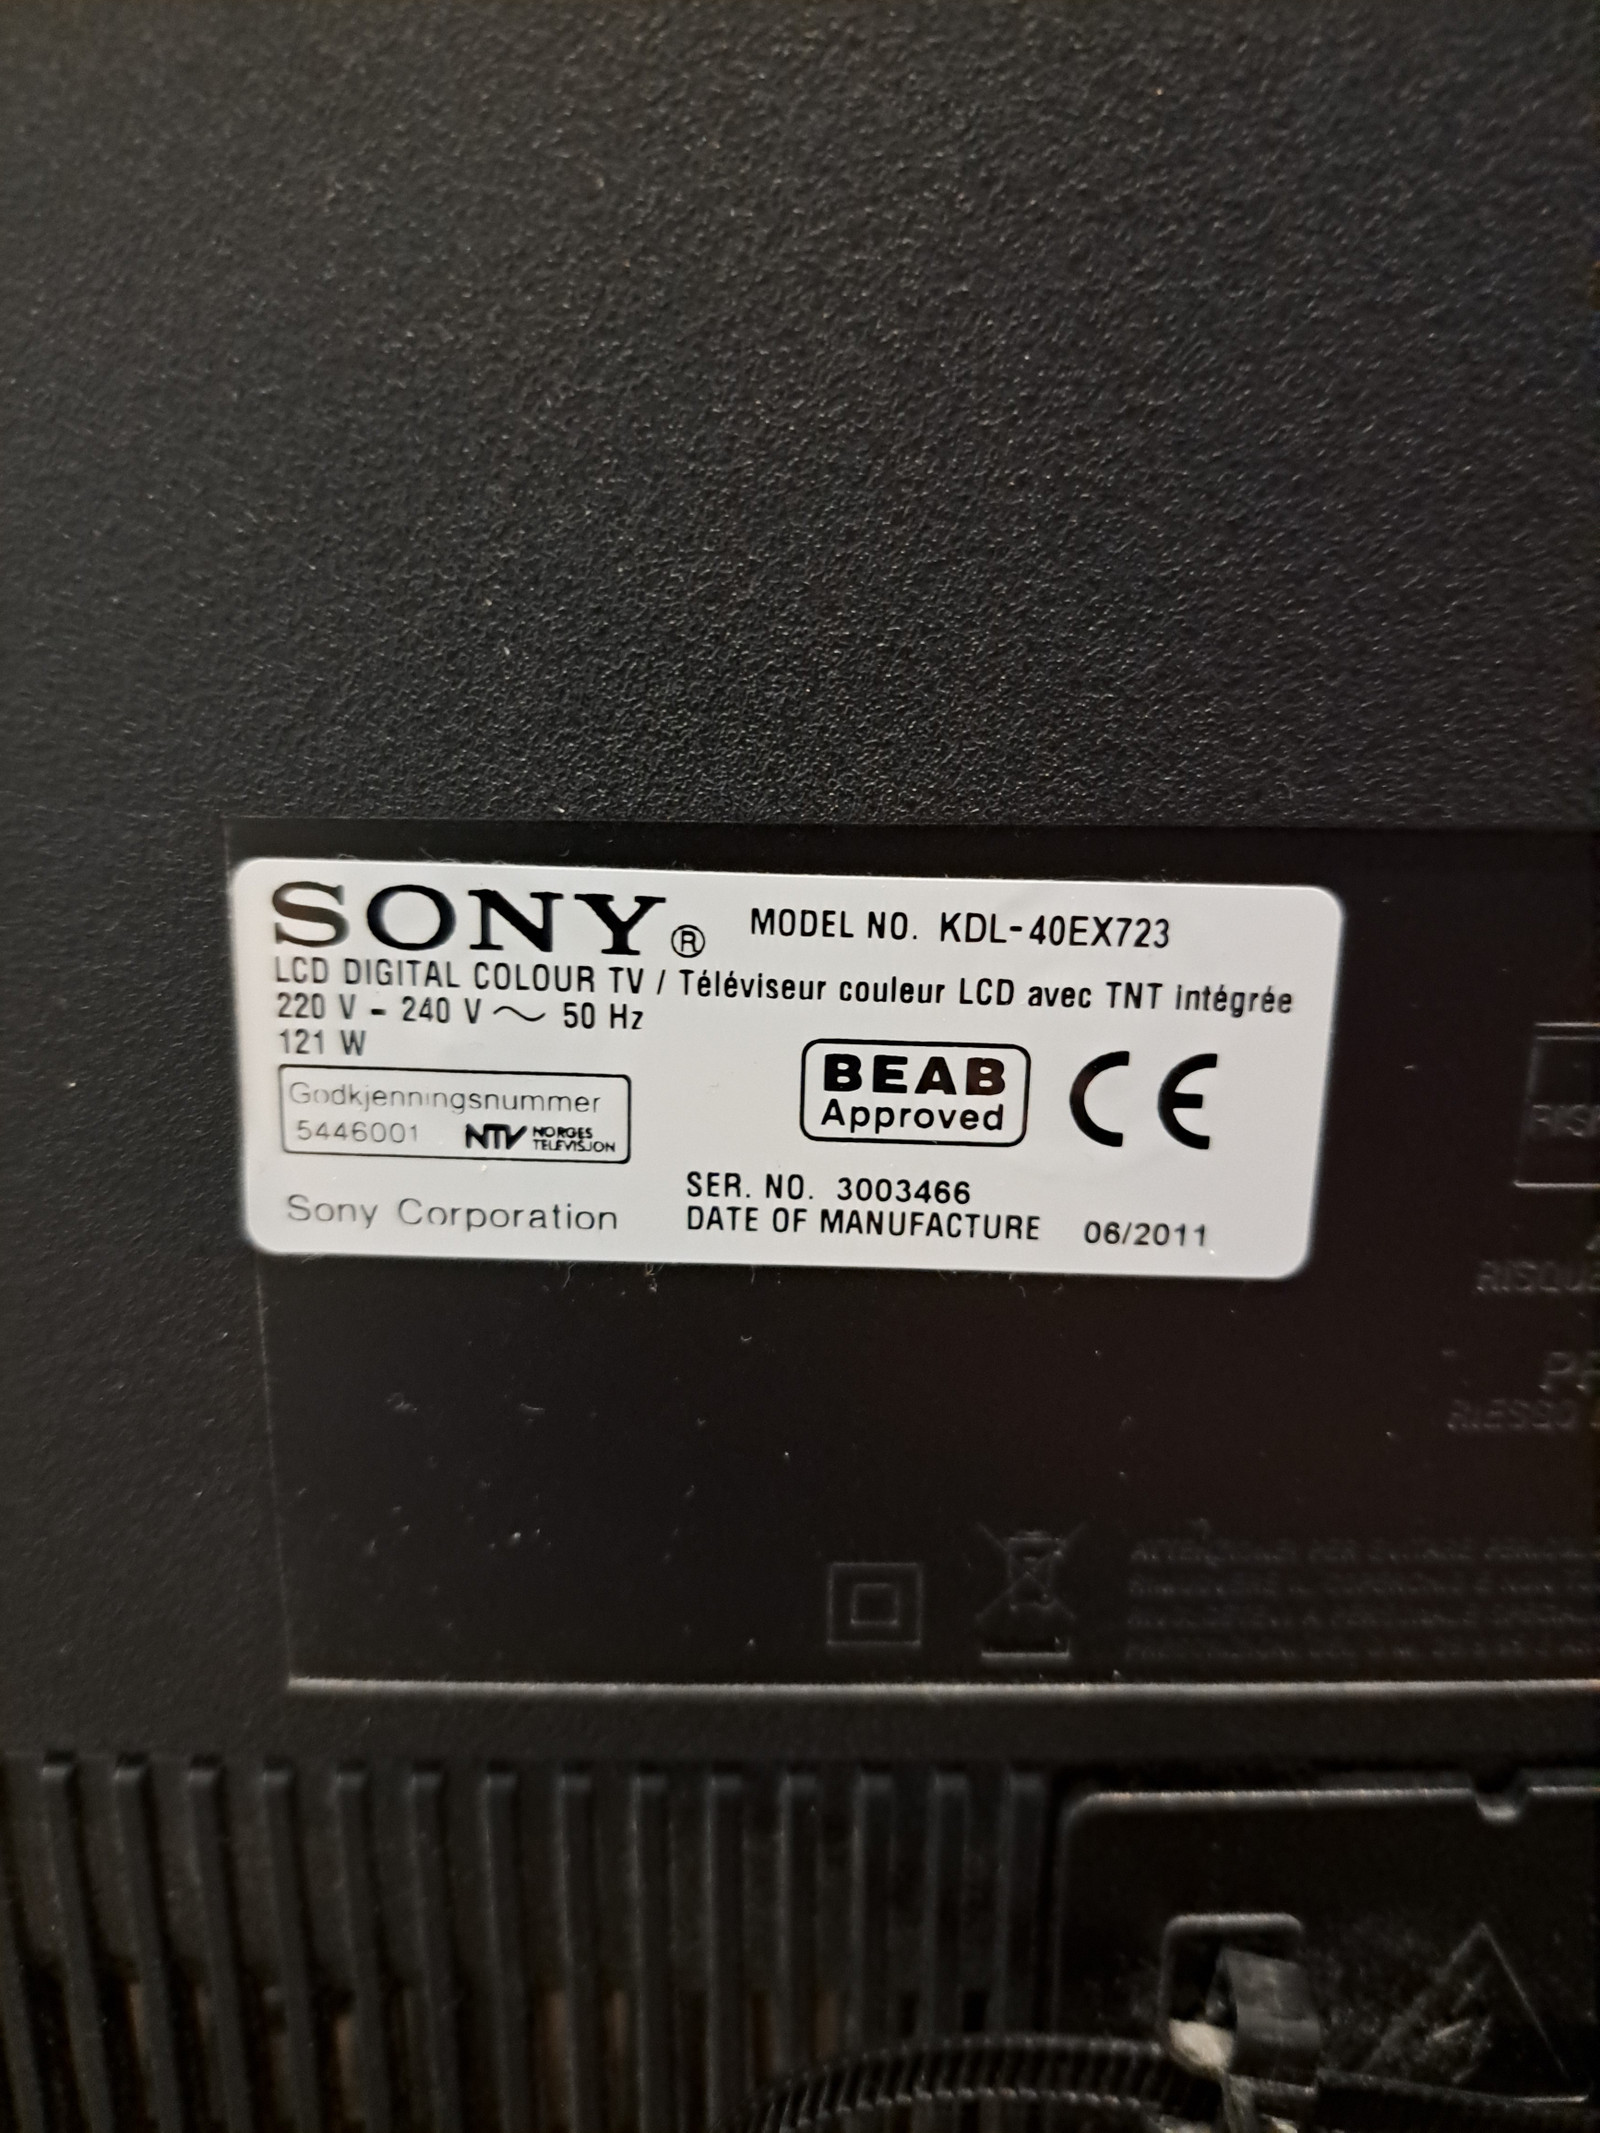 SONY® MODEL NO. KDL-40EX723
LCD DIGITAL COLOUR TV / Téléviseur couleur LCD avec TNT intégrée
220 V - 240 V ～ 50 Hz
121 W
Godkjenningsnummer
5446001 NTV NORGES TELEVISJON
BEAB
Approved
CE
SER. NO. 3003466
Sony Corporation
DATE OF MANUFACTURE 06/2011